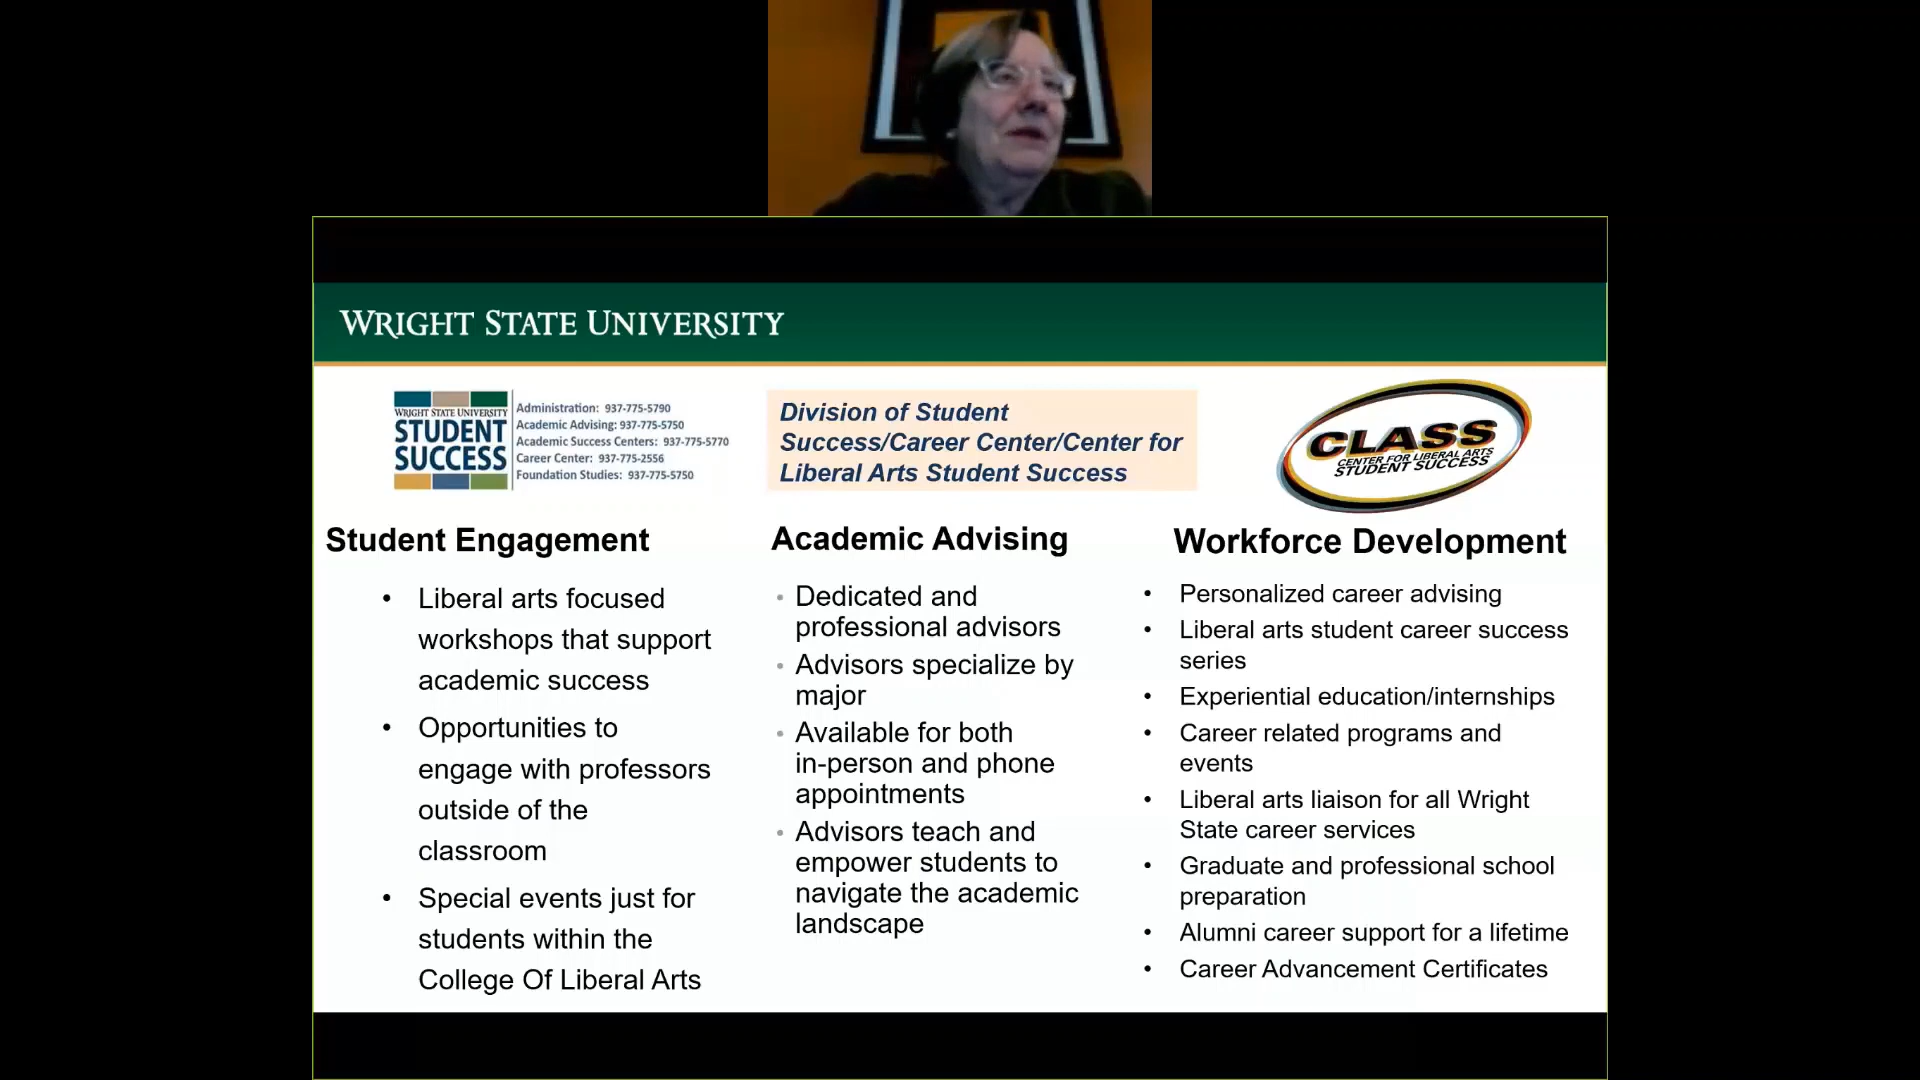 WRIGHT STATE UNIVERSITY
WRIGHT STATE UNIVERSITY
STUDENT
SUCCESS
Administration: 937-775-5790
Academic Advising: 937-775-5750
Academic Success Centers: 937-775-5770
Career Center: 937-775-2556
Foundation Studies: 937-775-5750
Division of Student
Success/Career Center/Center for
Liberal Arts Student Success
CLASS
CENTER FOR LIBERAL ARTS
STUDENT SUCCESS
Student Engagement
• Liberal arts focused
workshops that support
academic success
• Opportunities to
engage with professors
outside of the
classroom
• Special events just for
students within the
College Of Liberal Arts
Academic Advising
• Dedicated and
professional advisors
• Advisors specialize by
major
• Available for both
in-person and phone
appointments
• Advisors teach and
empower students to
navigate the academic
landscape
Workforce Development
• Personalized career advising
• Liberal arts student career success
series
• Experiential education/internships
• Career related programs and
events
• Liberal arts liaison for all Wright
State career services
• Graduate and professional school
preparation
• Alumni career support for a lifetime
• Career Advancement Certificates